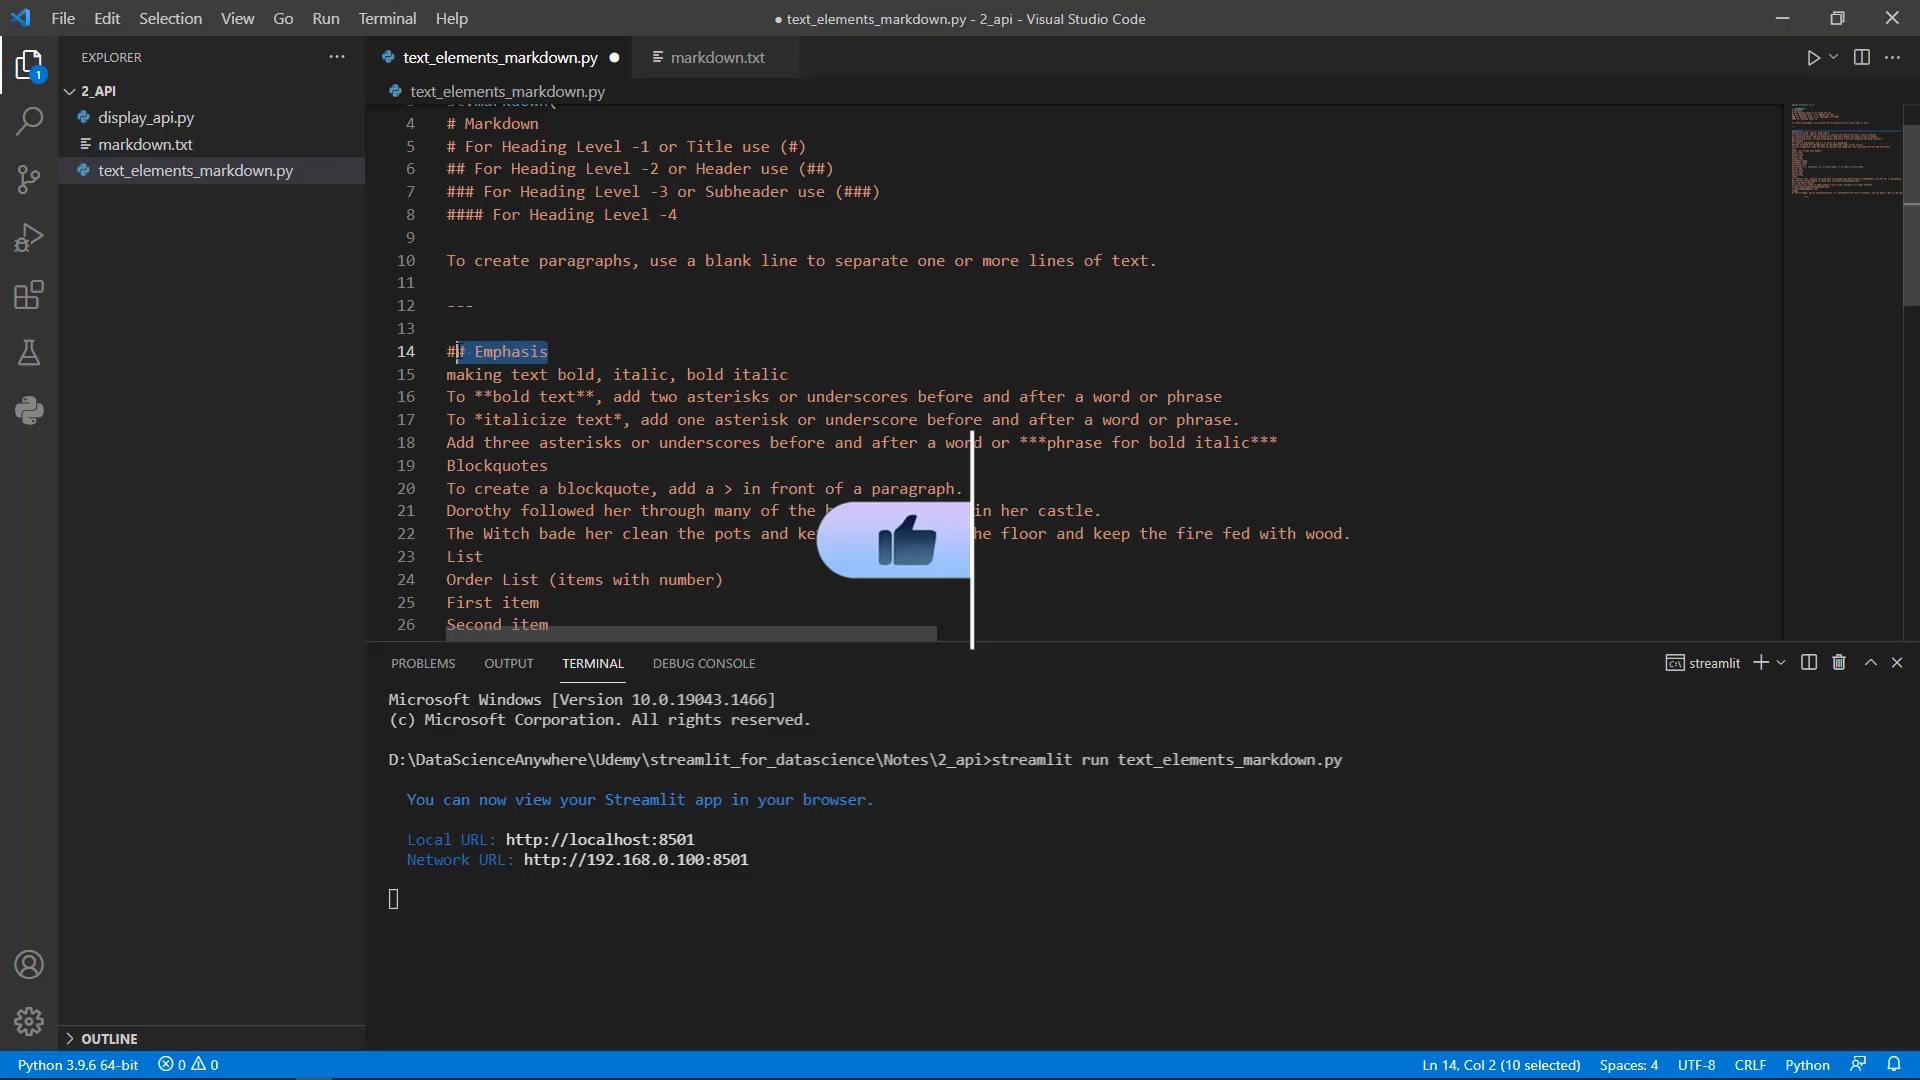 File Edit Selection View Go Run Terminal Help
● text_elements_markdown.py - 2_api - Visual Studio Code
EXPLORER
2_API
display_api.py
markdown.txt
text_elements_markdown.py
OUTLINE
text_elements_markdown.py
markdown.txt
text_elements_markdown.py
4 # Markdown
5 # For Heading Level -1 or Title use (#)
6 ## For Heading Level -2 or Header use (##)
7 ### For Heading Level -3 or Subheader use (###)
8 #### For Heading Level -4
9
10 To create paragraphs, use a blank line to separate one or more lines of text.
11
12 ---
13
14 ## Emphasis
15 making text bold, italic, bold italic
16 To **bold text**, add two asterisks or underscores before and after a word or phrase
17 To *italicize text*, add one asterisk or underscore before and after a word or phrase.
18 Add three asterisks or underscores before and after a word or ***phrase for bold italic***
19 Blockquotes
20 To create a blockquote, add a > in front of a paragraph.
21 Dorothy followed her through many of the in her castle.
22 The Witch bade her clean the pots and floor and keep the fire fed with wood.
23 List
24 Order List (items with number)
25 First item
26 Second item
PROBLEMS OUTPUT TERMINAL DEBUG CONSOLE
streamlit
Microsoft Windows [Version 10.0.19043.1466]
(c) Microsoft Corporation. All rights reserved.
D:\DataScienceAnywhere\Udemy\streamlit_for_datascience\Notes\2_api>streamlit run text_elements_markdown.py
You can now view your Streamlit app in your browser.
Local URL: http://localhost:8501
Network URL: http://192.168.0.100:8501
Python 3.9.6 64-bit 0 0
Ln 14, Col 2 (10 selected) Spaces: 4 UTF-8 CRLF Python